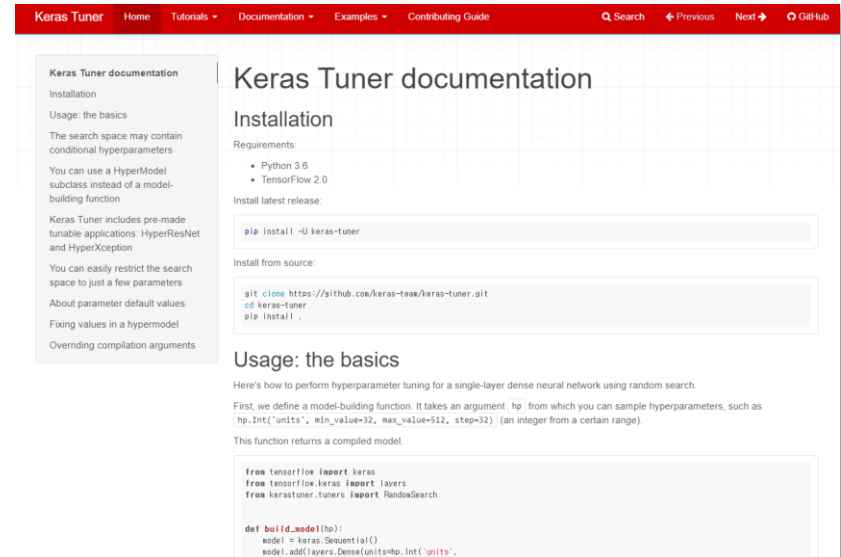 Keras Tuner Home Tutorials Documentation Examples Contributing Guide Search Previous Next GitHub
Keras Tuner documentation
Installation
Usage: the basics
The search space may contain
conditional hyperparameters
You can use a HyperModel
subclass instead of a model-
building function
Keras Tuner includes pre-made
tunable applications: HyperResNet
and HyperXception
You can easily restrict the search
space to just a few parameters
About parameter default values
Fixing values in a hypermodel
Overriding compilation arguments
Keras Tuner documentation
Installation
Requirements:
Python 3.6
TensorFlow 2.0
Install latest release:
pip install -U keras-tuner
Install from source:
git clone https://github.com/keras-team/keras-tuner.git
cd keras-tuner
pip install .
Usage: the basics
Here's how to perform hyperparameter tuning for a single-layer dense neural network using random search.
First, we define a model-building function. It takes an argument hp from which you can sample hyperparameters, such as
hp.Int('units', min_value=32, max_value=512, step=32) (an integer from a certain range).
This function returns a compiled model.
from tensorflow import keras
from tensorflow.keras import layers
from kerastuner.tuners import RandomSearch
def build_model(hp):
model = keras.Sequential()
model.add(layers.Dense(units=hp.Int('units',